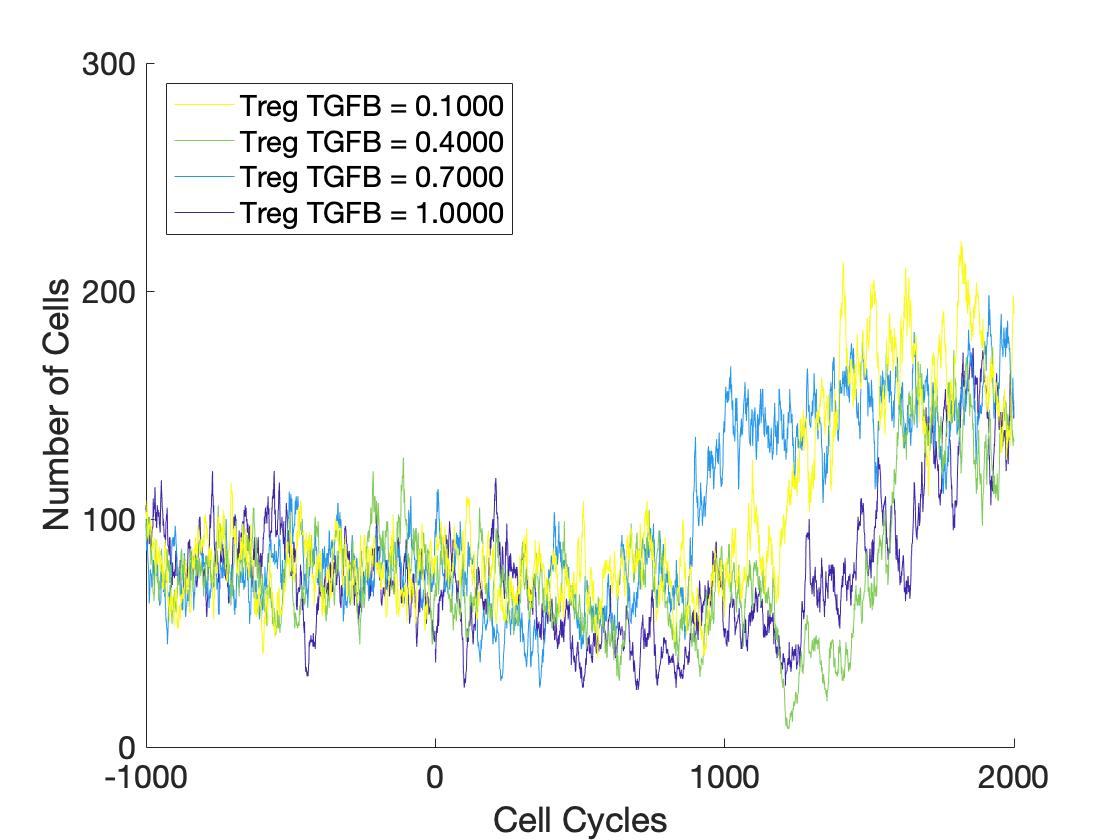 300
Treg TGFB = 0.1000
Treg TGFB = 0.4000
Treg TGFB = 0.7000
Treg TGFB = 1.0000
200
Number of Cells
100
0
-1000 0 1000 2000
Cell Cycles